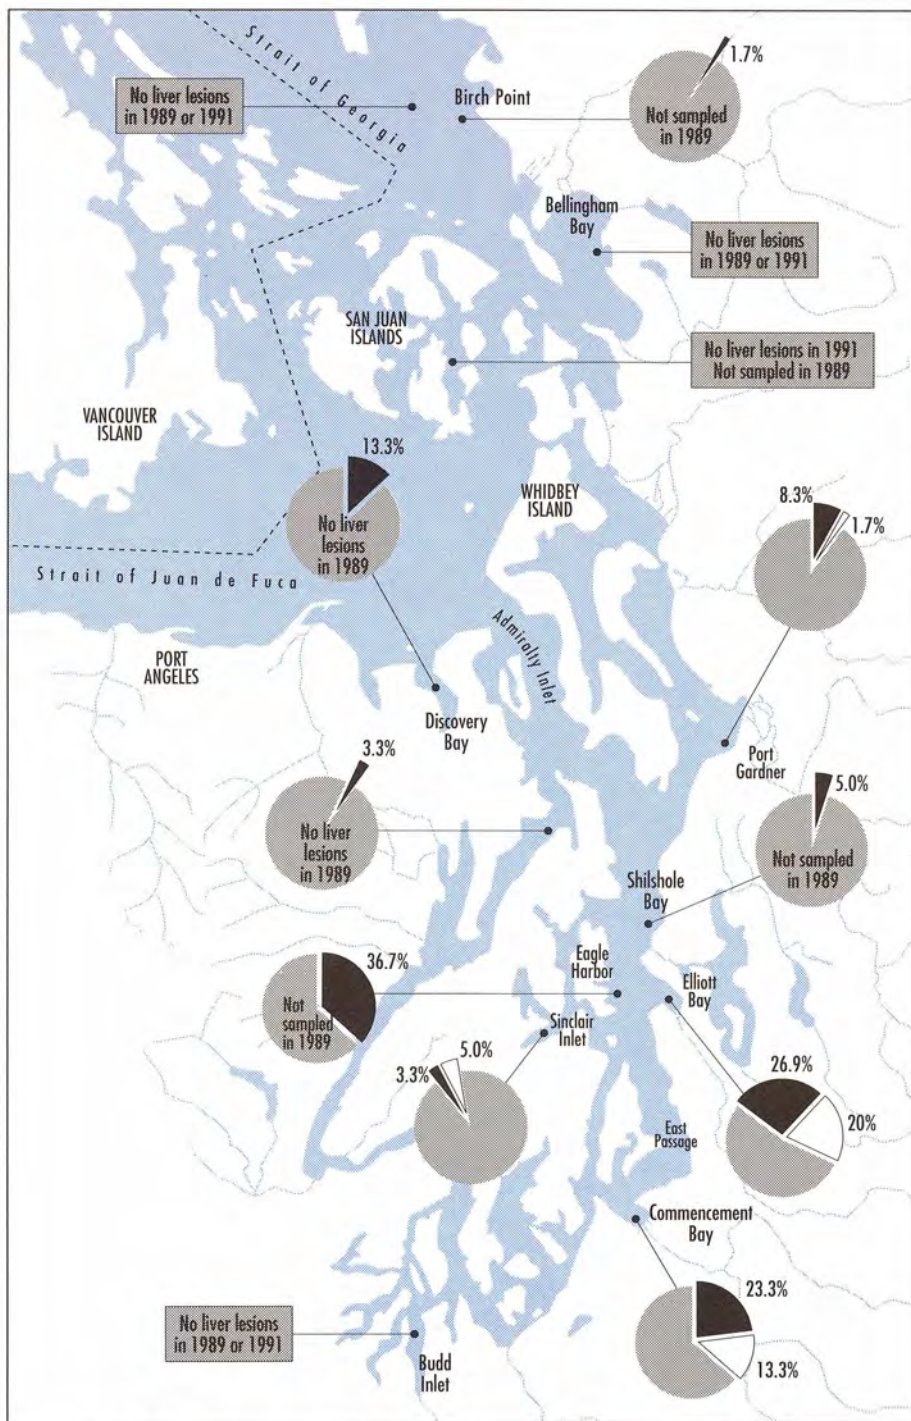 Strait of Georgia
No liver lesions
in 1989 or 1991
Birch Point
1.7%
Not sampled
in 1989
Bellingham
Bay
No liver lesions
in 1989 or 1991
SAN JUAN
ISLANDS
No liver lesions in 1991
Not sampled in 1989
VANCOUVER
ISLAND
13.3%
No liver
lesions
in 1989
WHIDBEY
ISLAND
8.3%
1.7%
Strait of Juan de Fuca
Admiralty Inlet
PORT
ANGELES
Discovery
Bay
Port
Gardner
3.3%
No liver
lesions
in 1989
5.0%
Not sampled
in 1989
Shilshole
Bay
Eagle
Harbor
Elliott
Bay
36.7%
Not
sampled
in 1989
Sinclair
Inlet
3.3%
5.0%
26.9%
20%
East
Passage
Commencement
Bay
23.3%
13.3%
No liver lesions
in 1989 or 1991
Budd
Inlet